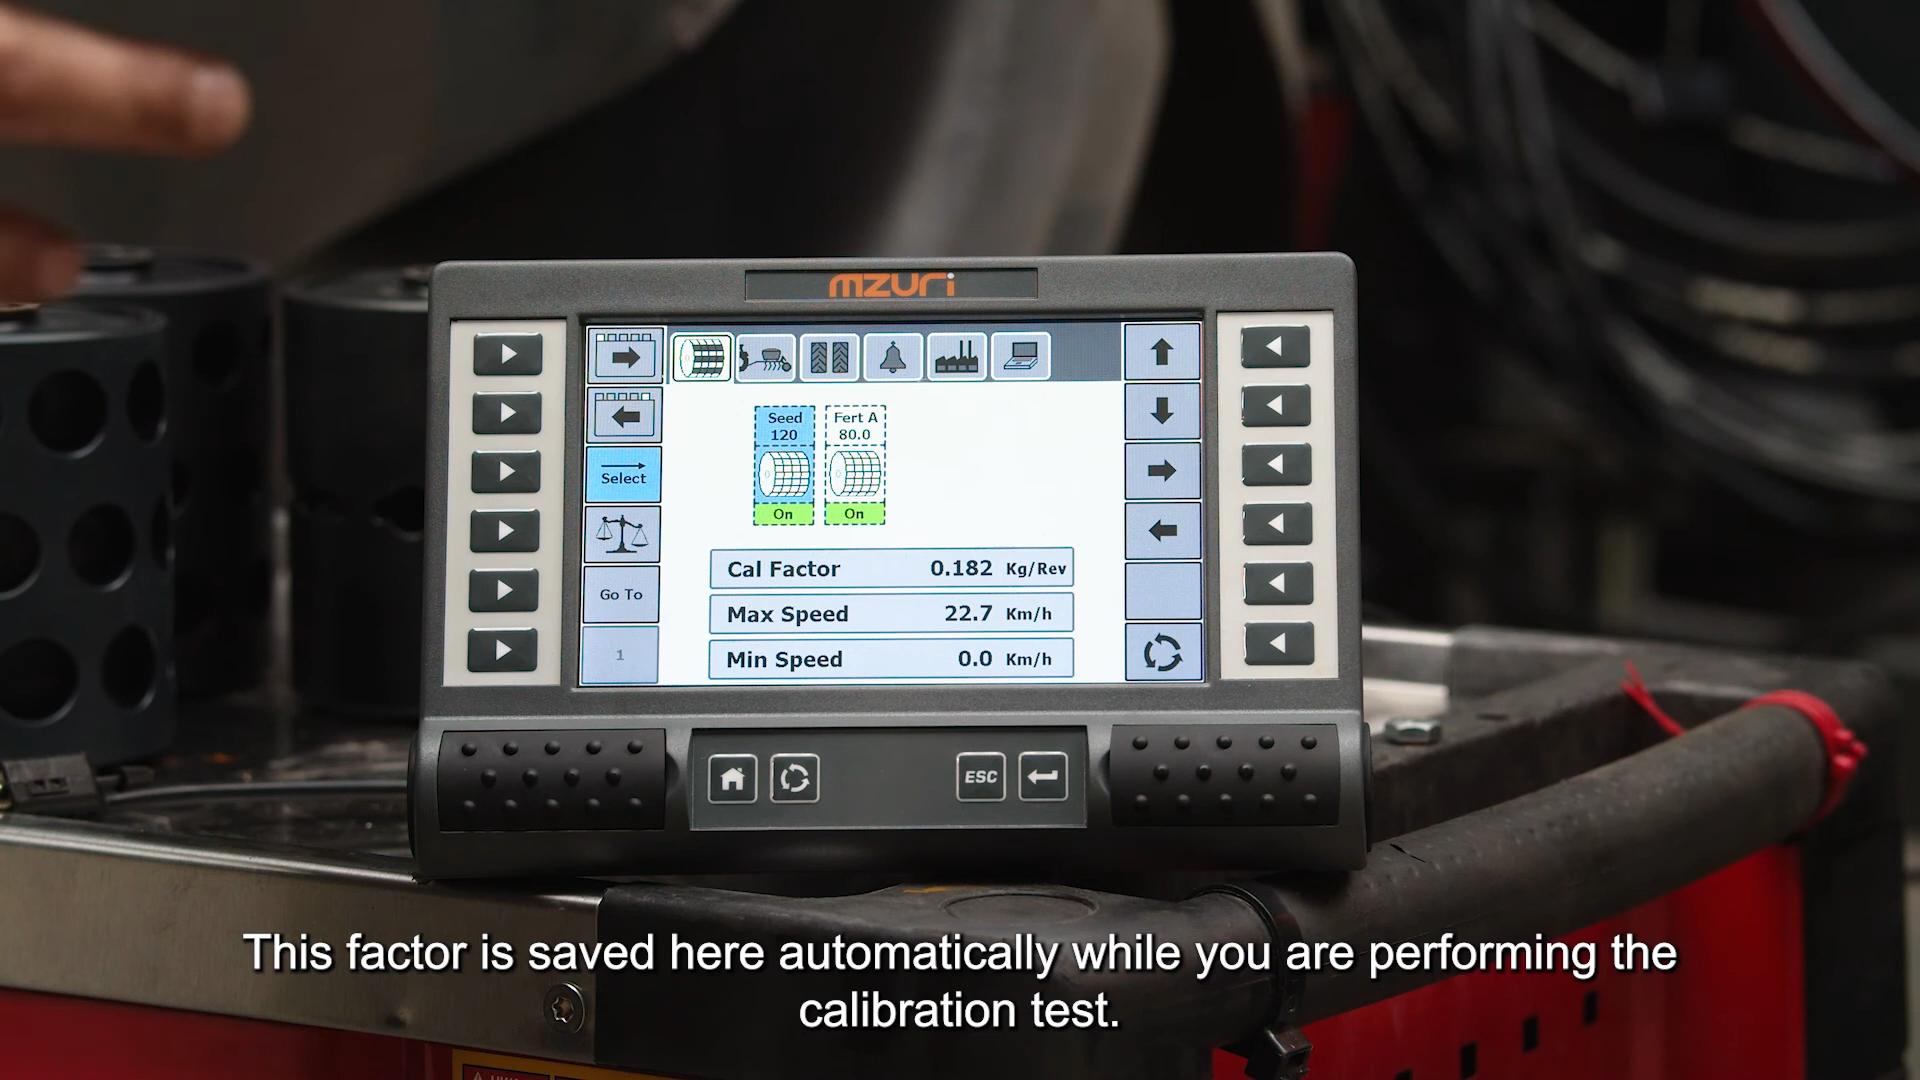 mzuri
Seed
120
Fert A
80.0
Select
On
On
Cal Factor 0.182 Kg/Rev
Go To
Max Speed 22.7 Km/h
1
Min Speed 0.0 Km/h
ESC
This factor is saved here automatically while you are performing the
calibration test.